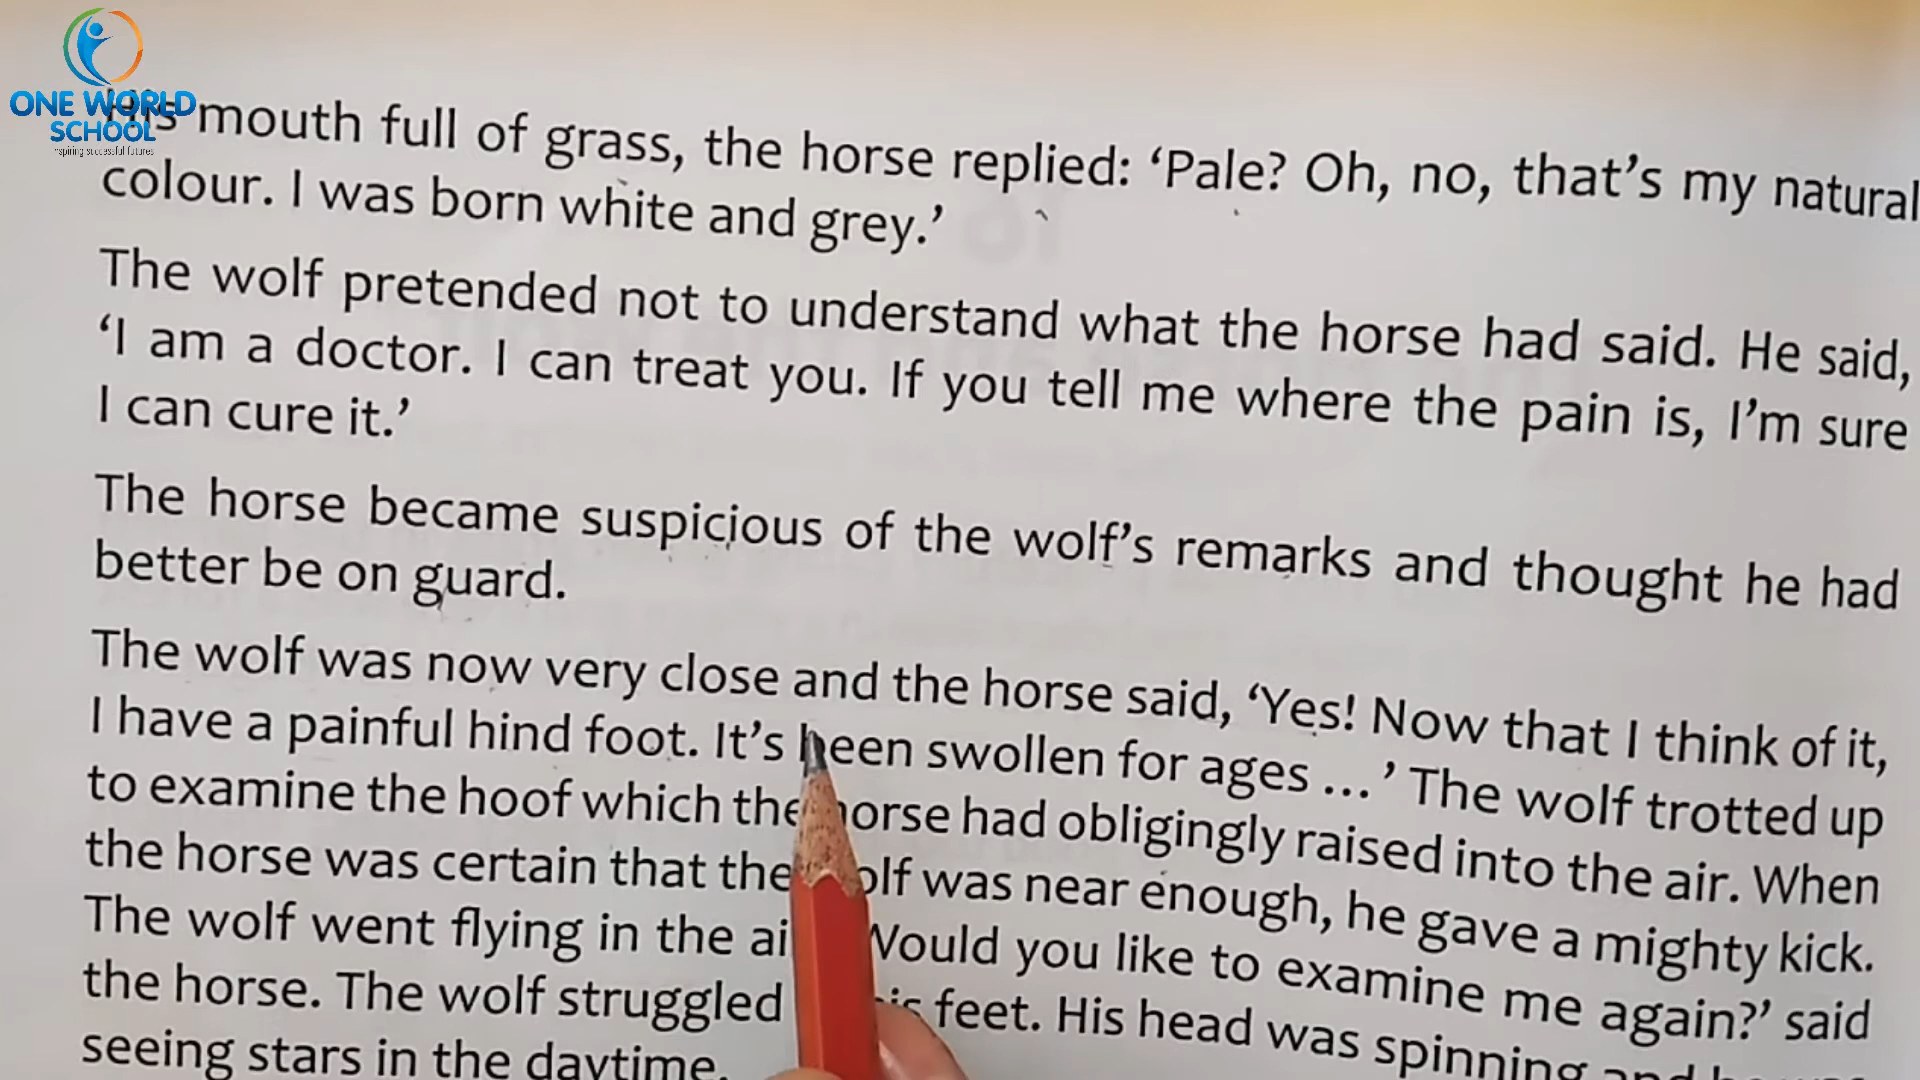 ONE WORLD
SCHOOL
inspiring successful futures
His mouth full of grass, the horse replied: ‘Pale? Oh, no, that’s my natural
colour. I was born white and grey.’
The wolf pretended not to understand what the horse had said. He said,
‘I am a doctor. I can treat you. If you tell me where the pain is, I’m sure
I can cure it.’
The horse became suspicious of the wolf’s remarks and thought he had
better be on guard.
The wolf was now very close and the horse said, ‘Yes! Now that I think of it,
I have a painful hind foot. It’s been swollen for ages ...’ The wolf trotted up
to examine the hoof which the horse had obligingly raised into the air. When
the horse was certain that the wolf was near enough, he gave a mighty kick.
The wolf went flying in the ai Would you like to examine me again?’ said
the horse. The wolf struggled his feet. His head was spinning and
seeing stars in the daytime.